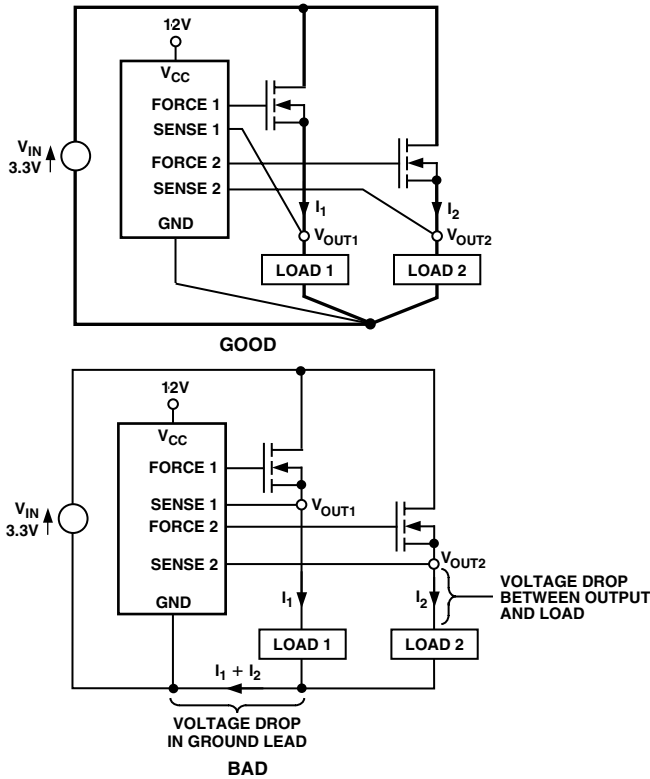 12V
VCC
FORCE 1
SENSE 1
VIN
3.3V
FORCE 2
SENSE 2
I1
I2
GND
VOUT1
VOUT2
LOAD 1
LOAD 2
GOOD
12V
VCC
FORCE 1
VIN
3.3V
SENSE 1
VOUT1
FORCE 2
SENSE 2
VOUT2
GND
I1
I2
VOLTAGE DROP
BETWEEN OUTPUT
AND LOAD
LOAD 1
LOAD 2
I1 + I2
VOLTAGE DROP
IN GROUND LEAD
BAD